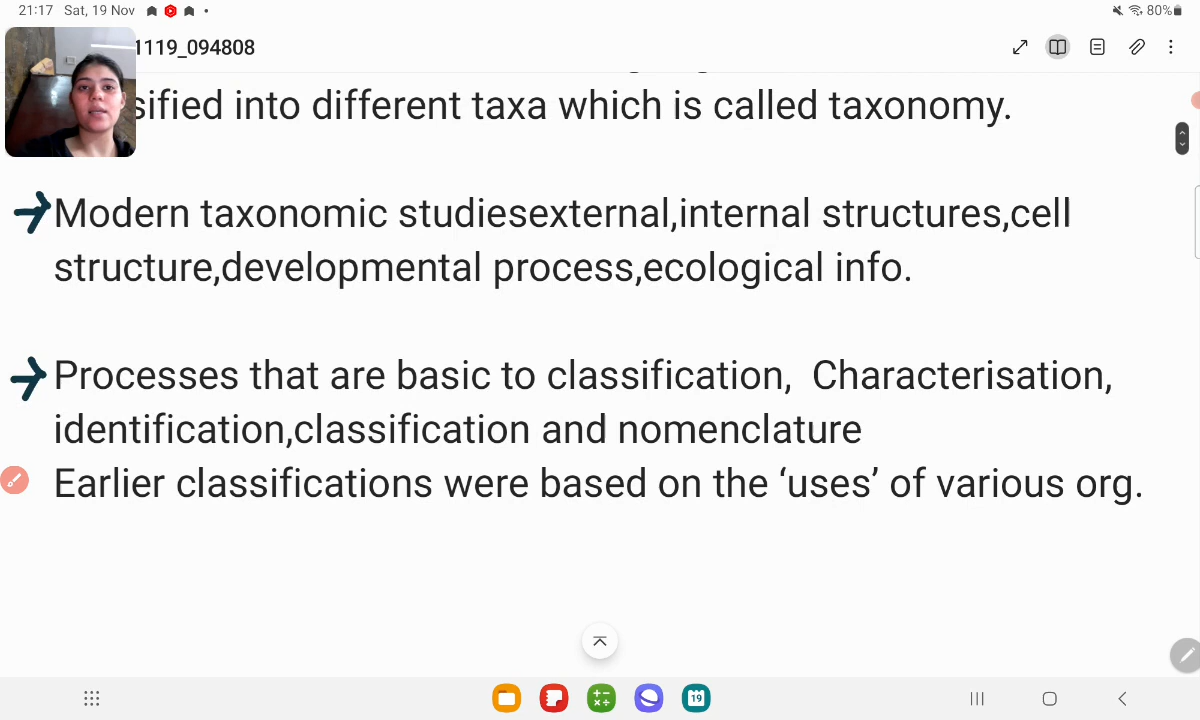 21:17 Sat, 19 Nov
80%
1119_094808
sified into different taxa which is called taxonomy.
Modern taxonomic studiesexternal,internal structures,cell
structure,developmental process,ecological info.
Processes that are basic to classification, Characterisation,
identification,classification and nomenclature
Earlier classifications were based on the ‘uses’ of various org.
19